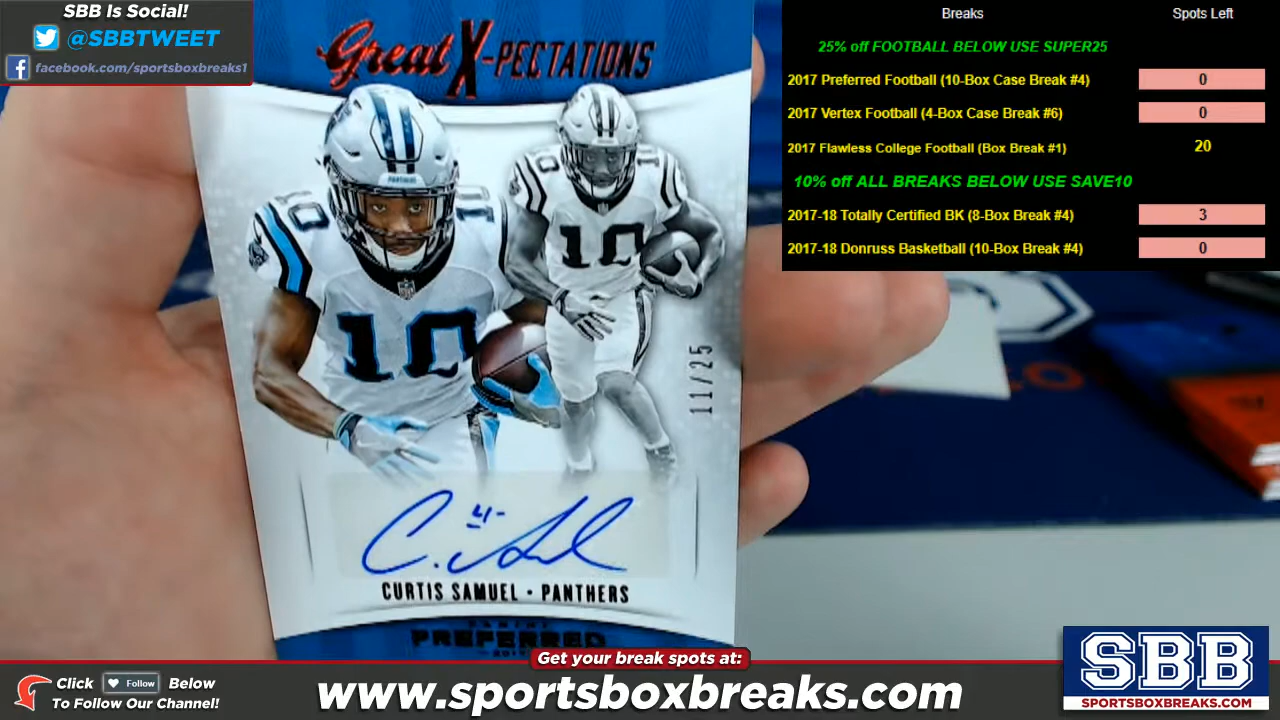 SBB Is Social!
@SBBTWEET
facebook.com/sportsboxbreaks1
Great X-PECTATIONS
10 10
10
10 10
10
11/25
CURTIS SAMUEL • PANTHERS
PANINI
PREFERRED
Breaks Spots Left
25% off FOOTBALL BELOW USE SUPER25
2017 Preferred Football (10-Box Case Break #4) 0
2017 Vertex Football (4-Box Case Break #6) 0
2017 Flawless College Football (Box Break #1) 20
10% off ALL BREAKS BELOW USE SAVE10
2017-18 Totally Certified BK (8-Box Break #4) 3
2017-18 Donruss Basketball (10-Box Break #4) 0
Get your break spots at:
Click Follow Below
To Follow Our Channel!
www.sportsboxbreaks.com
SBB
SPORTSBOXBREAKS.COM